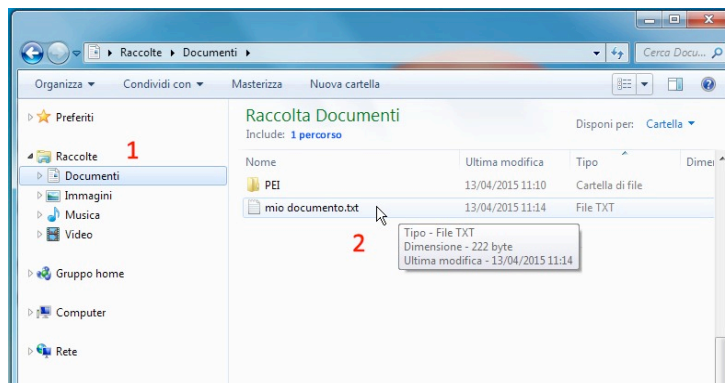 Raccolte Documenti
Cerca Docu...
Organizza Condividi con Masterizza Nuova cartella
Preferiti
Raccolte 1
Documenti
Immagini
Musica
Video
Gruppo home
Computer
Rete
Raccolta Documenti
Include: 1 percorso
Disponi per: Cartella
Nome Ultima modifica Tipo Dimer
PEI 13/04/2015 11:10 Cartella di file
mio documento.txt 13/04/2015 11:14 File TXT
2
Tipo - File TXT
Dimensione - 222 byte
Ultima modifica - 13/04/2015 11:14